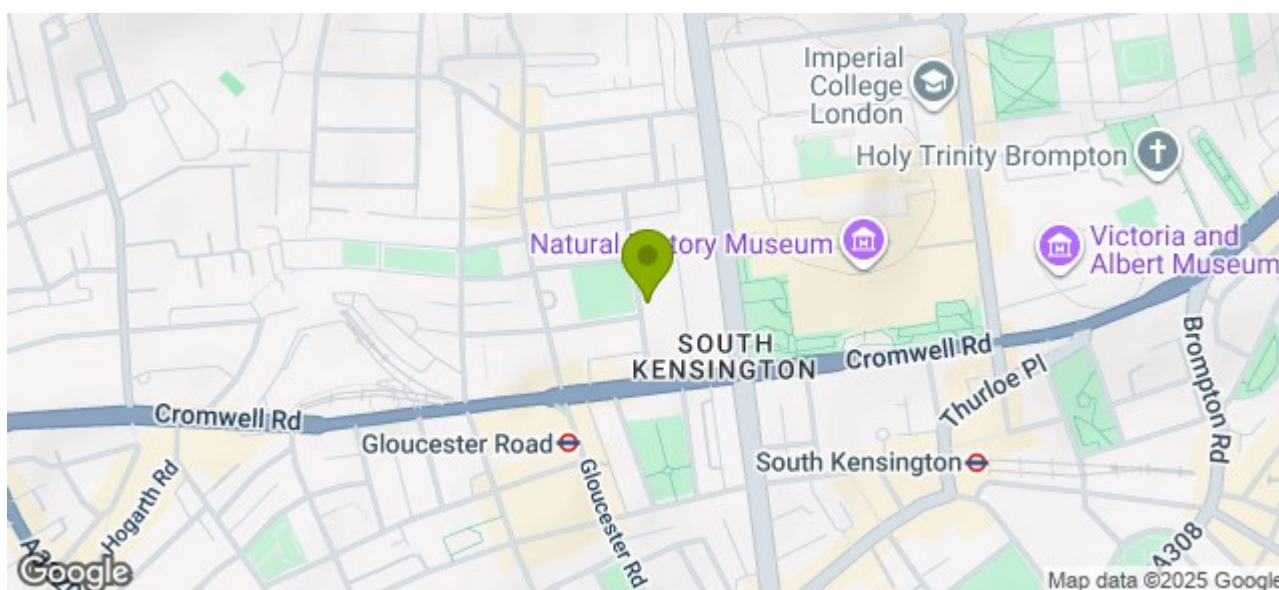 Imperial
College
London
Holy Trinity Brompton
Natural History Museum
Victoria and
Albert Museum
SOUTH
KENSINGTON
Cromwell Rd
Thurloe Pl
Brompton Rd
Cromwell Rd
Gloucester Road
South Kensington
Hogarth Rd
Gloucester Rd
A308
Google
Map data ©2025 Google